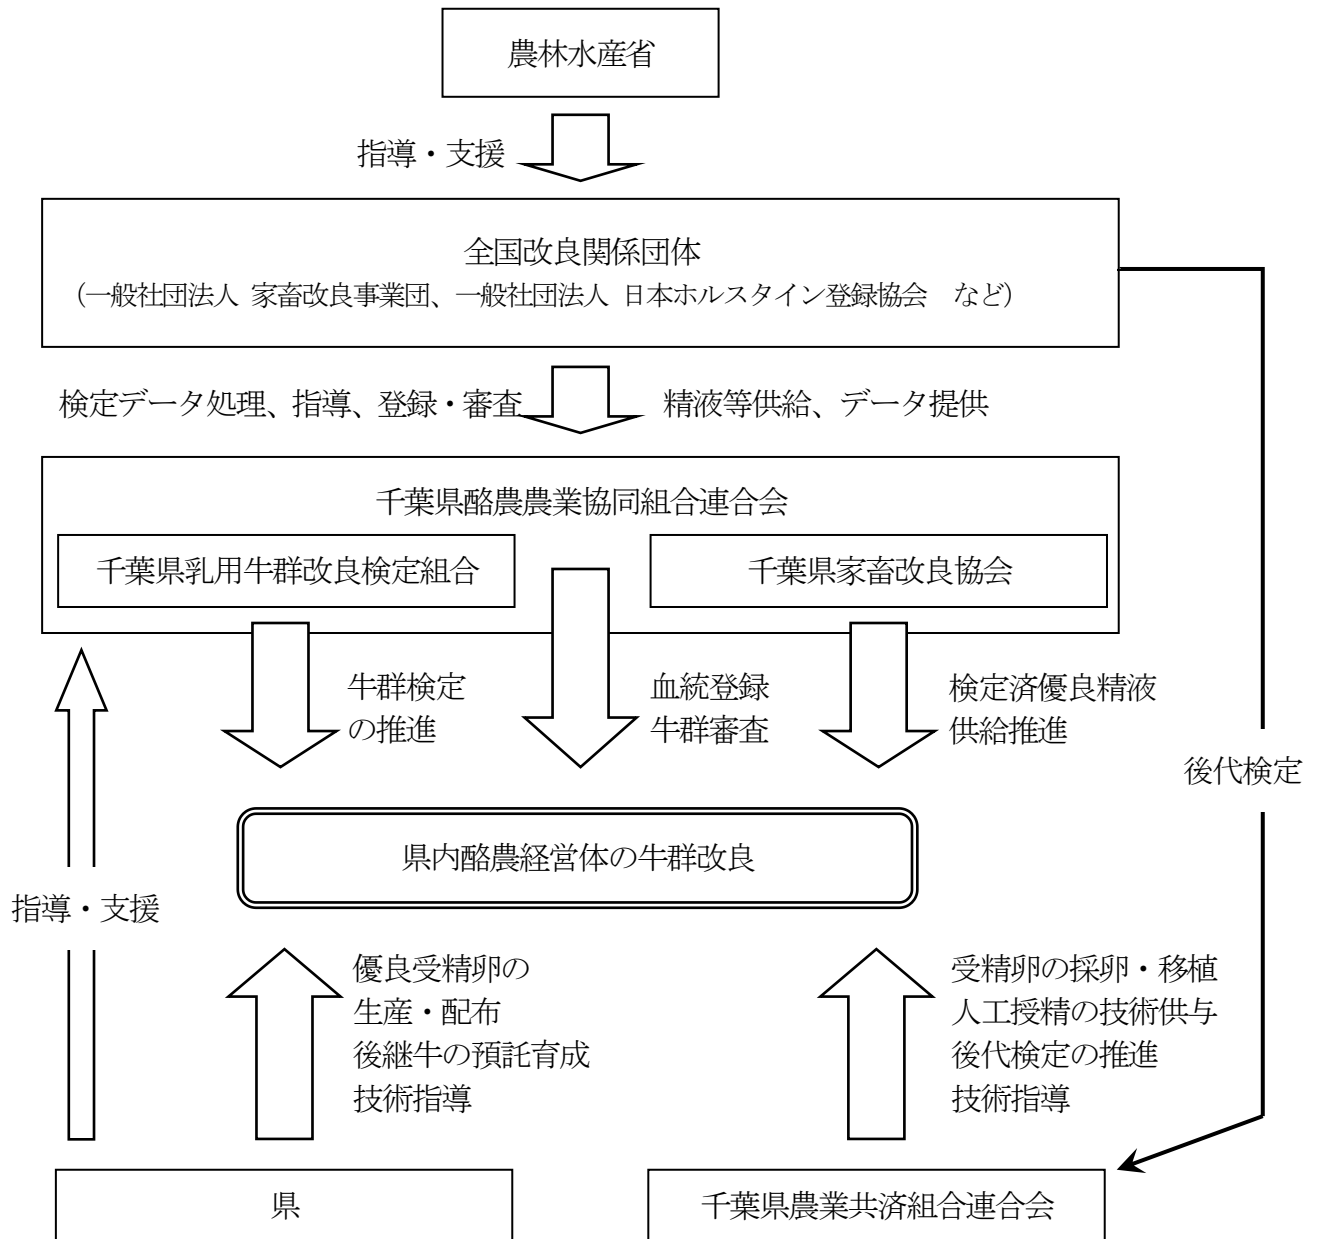 農林水産省
指導・支援
全国改良関係団体
（一般社団法人 家畜改良事業団、一般社団法人 日本ホルスタイン登録協会　など）
検定データ処理、指導、登録・審査
精液等供給、データ提供
千葉県酪農農業協同組合連合会
千葉県乳用牛群改良検定組合
千葉県家畜改良協会
牛群検定
の推進
血統登録
牛群審査
検定済優良精液
供給推進
後代検定
県内酪農経営体の牛群改良
指導・支援
優良受精卵の
生産・配布
後継牛の預託育成
技術指導
受精卵の採卵・移植
人工授精の技術供与
後代検定の推進
技術指導
県
千葉県農業共済組合連合会